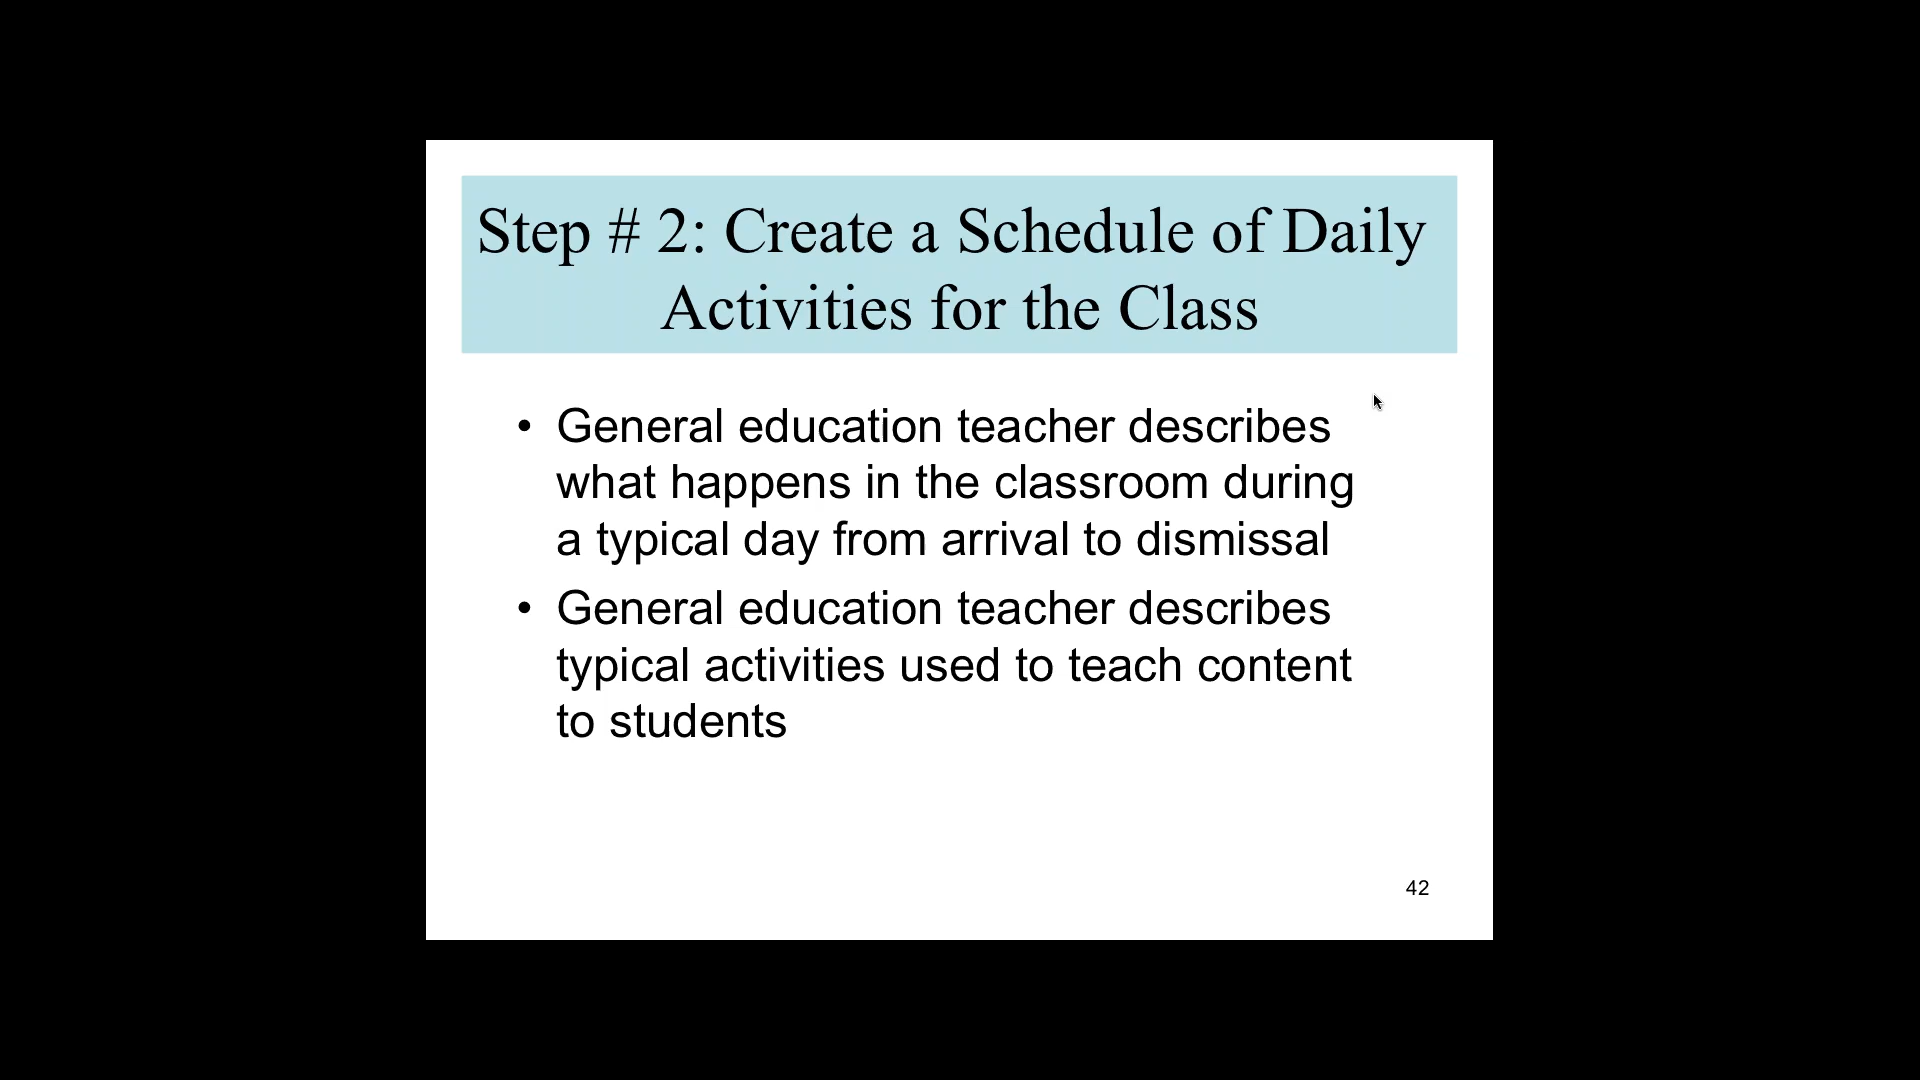 Step # 2: Create a Schedule of Daily
Activities for the Class
• General education teacher describes
what happens in the classroom during
a typical day from arrival to dismissal
• General education teacher describes
typical activities used to teach content
to students
42